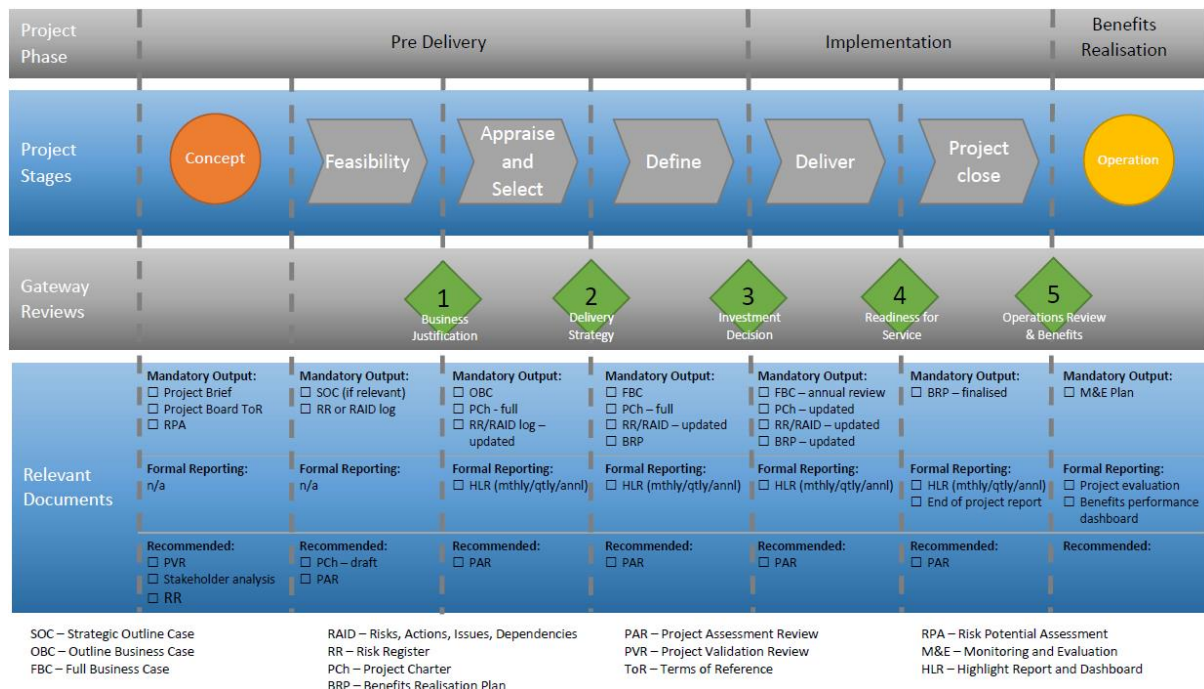 Project
Phase
Pre Delivery
Implementation
Benefits
Realisation
Project
Stages
Concept
Feasibility
Appraise
and
Select
Define
Deliver
Project
close
Operation
Gateway
Reviews
1
Business
Justification
2
Delivery
Strategy
3
Investment
Decision
4
Readiness for
Service
5
Operations Review
& Benefits
Relevant
Documents
Mandatory Output:
☐ Project Brief
☐ Project Board ToR
☐ RPA
Formal Reporting:
n/a
Recommended:
☐ PVR
☐ Stakeholder analysis
☐ RR
Mandatory Output:
☐ SOC (if relevant)
☐ RR or RAID log
Formal Reporting:
n/a
Recommended:
☐ PCh – draft
☐ PAR
Mandatory Output:
☐ OBC
☐ PCh - full
☐ RR/RAID log –
updated
Formal Reporting:
☐ HLR (mthly/qtly/annl)
Recommended:
☐ PAR
Mandatory Output:
☐ FBC
☐ PCh – full
☐ RR/RAID – updated
☐ BRP
Formal Reporting:
☐ HLR (mthly/qtly/annl)
Recommended:
☐ PAR
Mandatory Output:
☐ FBC – annual review
☐ PCh – updated
☐ RR/RAID – updated
☐ BRP – updated
Formal Reporting:
☐ HLR (mthly/qtly/annl)
Recommended:
☐ PAR
Mandatory Output:
☐ BRP – finalised
Formal Reporting:
☐ HLR (mthly/qtly/annl)
☐ End of project report
Recommended:
☐ PAR
Mandatory Output:
☐ M&E Plan
Formal Reporting:
☐ Project evaluation
☐ Benefits performance
dashboard
Recommended:
SOC – Strategic Outline Case
OBC – Outline Business Case
FBC – Full Business Case
RAID – Risks, Actions, Issues, Dependencies
RR – Risk Register
PCh – Project Charter
BRP – Benefits Realisation Plan
PAR – Project Assessment Review
PVR – Project Validation Review
ToR – Terms of Reference
RPA – Risk Potential Assessment
M&E – Monitoring and Evaluation
HLR – Highlight Report and Dashboard